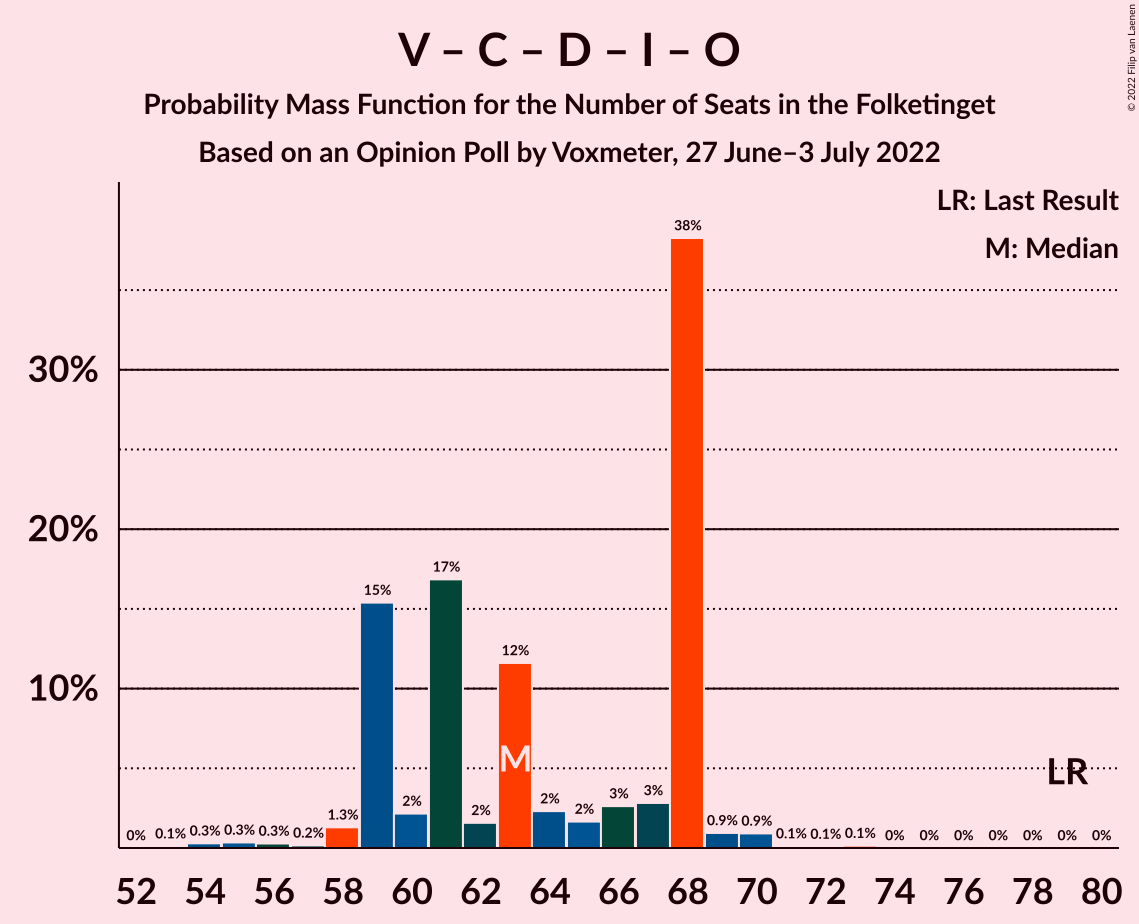 V – C – D – I – O
Probability Mass Function for the Number of Seats in the Folketinget
Based on an Opinion Poll by Voxmeter, 27 June–3 July 2022
© 2022 Filip van Laenen
LR: Last Result
M: Median
30%
20%
10%
0% 0.1% 0.3% 0.3% 0.3% 0.2% 1.3% 15% 2% 17% 2% 12% 2% 2% 3% 3% 38% 0.9% 0.9% 0.1% 0.1% 0.1% 0% 0% 0% 0% 0% 0% 0%
M
LR
52 54 56 58 60 62 64 66 68 70 72 74 76 78 80